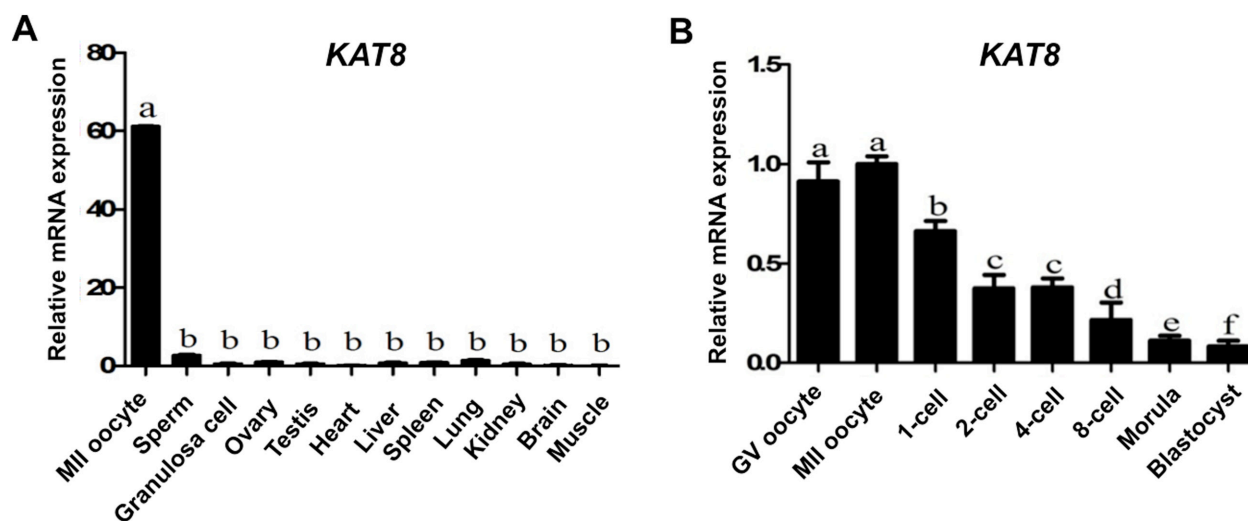 A
KAT8
Relative mRNA expression
80
60
40
20
0
a
b
b
b
b
b
b
b
b
b
b
b
MII oocyte
Sperm
Granulosa cell
Ovary
Testis
Heart
Liver
Spleen
Lung
Kidney
Brain
Muscle
B
KAT8
Relative mRNA expression
1.5
1.0
0.5
0.0
a
a
b
c
c
d
e
f
GV oocyte
MII oocyte
1-cell
2-cell
4-cell
8-cell
Morula
Blastocyst